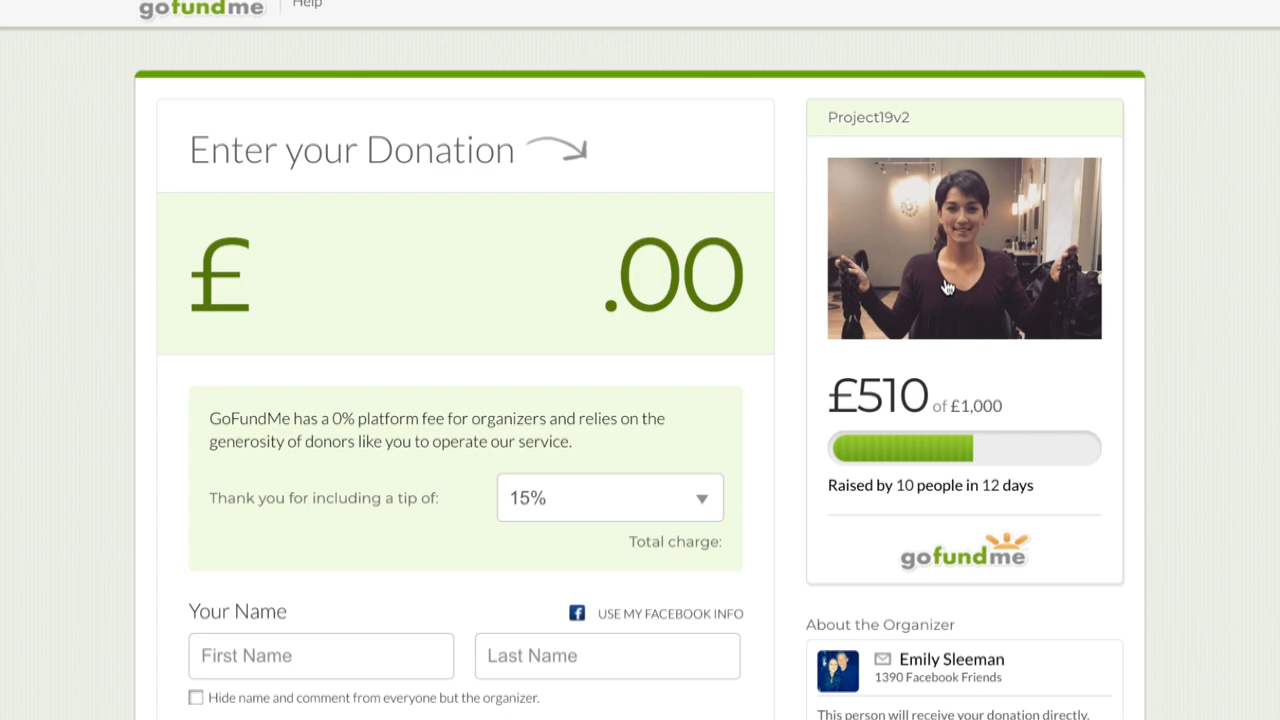 gofundme
Help
Enter your Donation
£ .00
GoFundMe has a 0% platform fee for organizers and relies on the
generosity of donors like you to operate our service.
Thank you for including a tip of:
15%
Total charge:
Your Name
USE MY FACEBOOK INFO
First Name
Last Name
Hide name and comment from everyone but the organizer.
Project19v2
£510 of £1,000
Raised by 10 people in 12 days
gofundme
About the Organizer
Emily Sleeman
1390 Facebook Friends
This person will receive your donation directly.